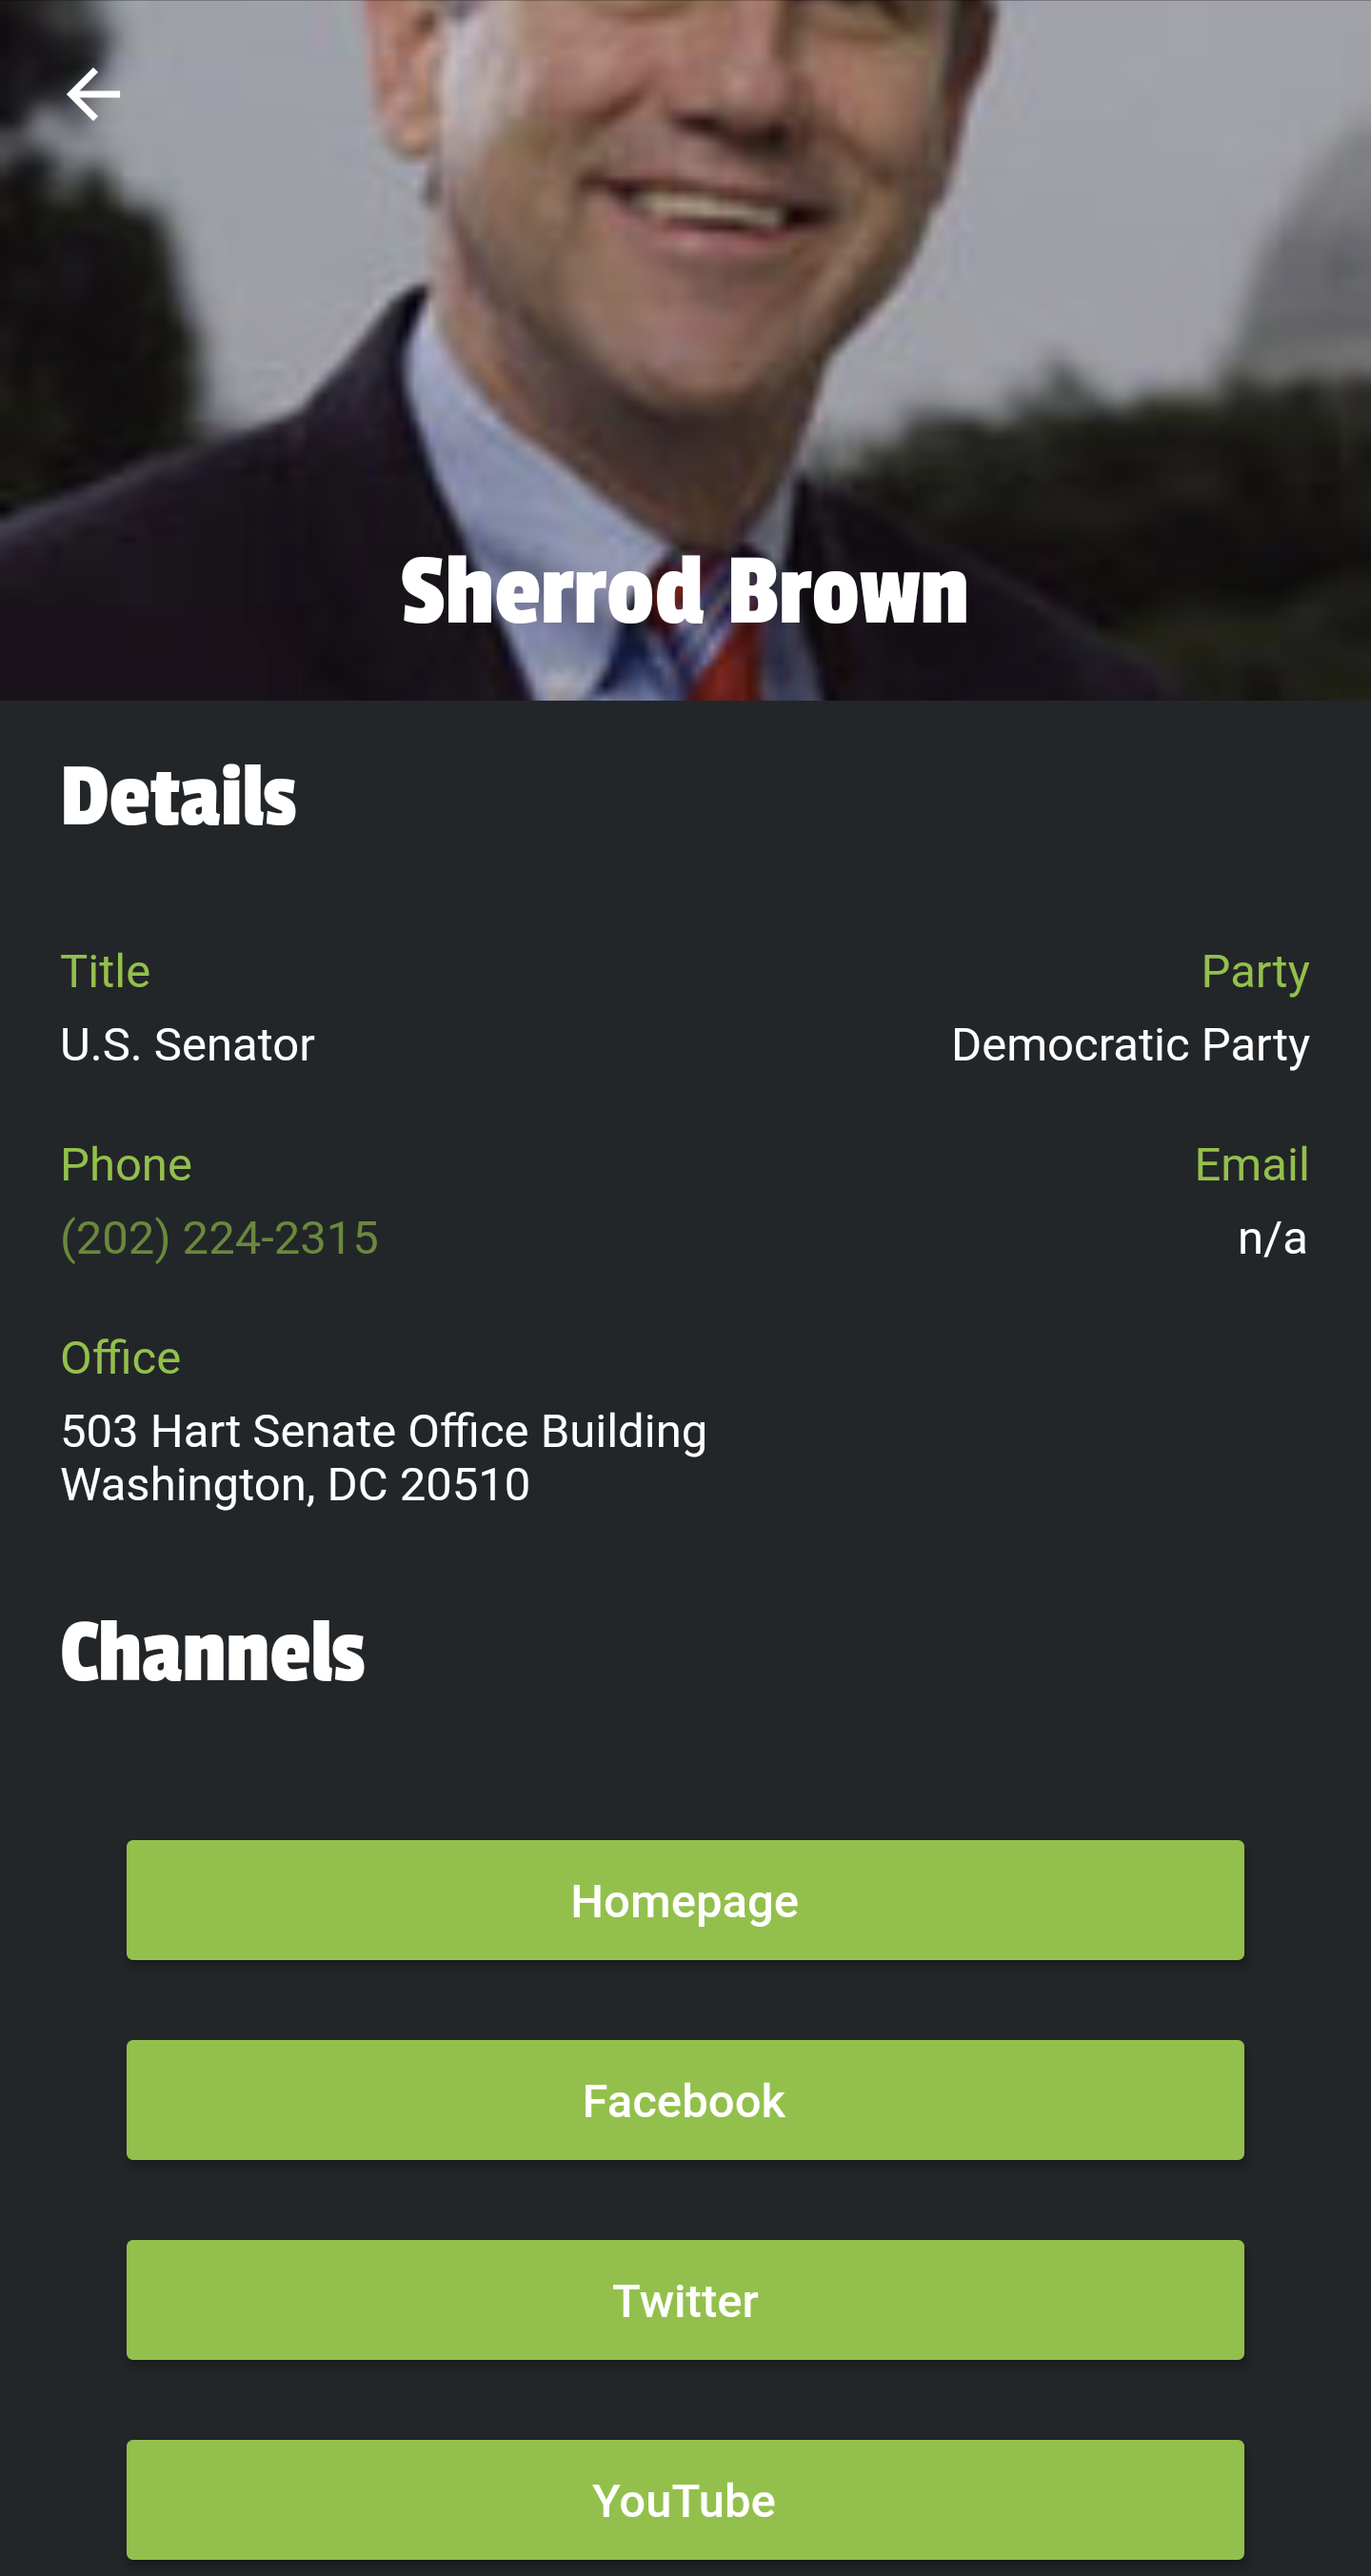 Sherrod Brown
Details
Title
Party
U.S. Senator
Democratic Party
Phone
Email
(202) 224-2315
n/a
Office
503 Hart Senate Office Building
Washington, DC 20510
Channels
Homepage
Facebook
Twitter
YouTube